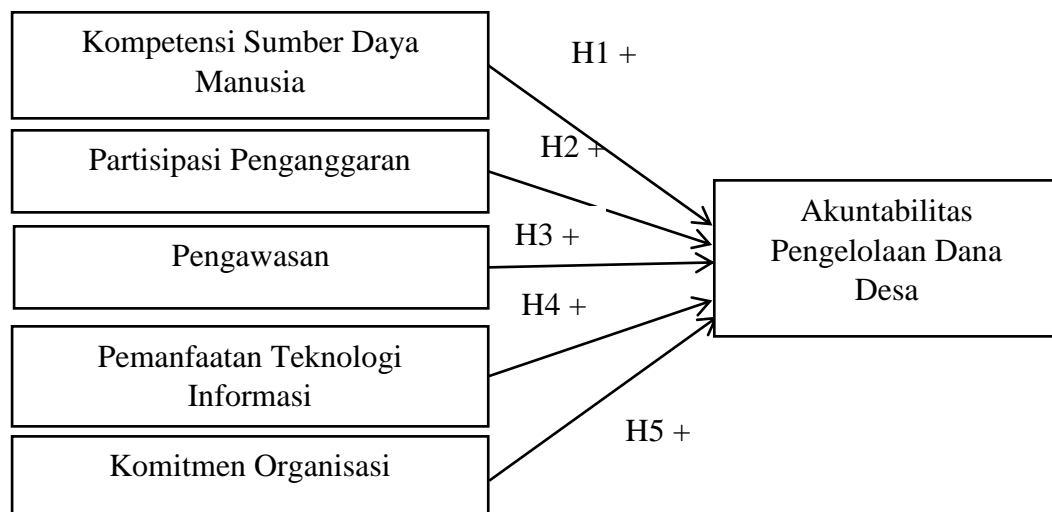 Kompetensi Sumber Daya
Manusia
H1 +
Partisipasi Penganggaran
H2 +
Pengawasan
H3 +
Akuntabilitas
Pengelolaan Dana
Desa
Pemanfaatan Teknologi
Informasi
H4 +
Komitmen Organisasi
H5 +